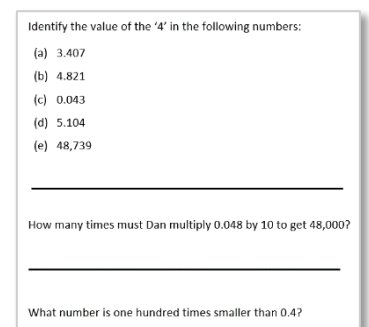 Identify the value of the ‘4’ in the following numbers:
(a) 3.407
(b) 4.821
(c) 0.043
(d) 5.104
(e) 48,739
How many times must Dan multiply 0.048 by 10 to get 48,000?
What number is one hundred times smaller than 0.4?